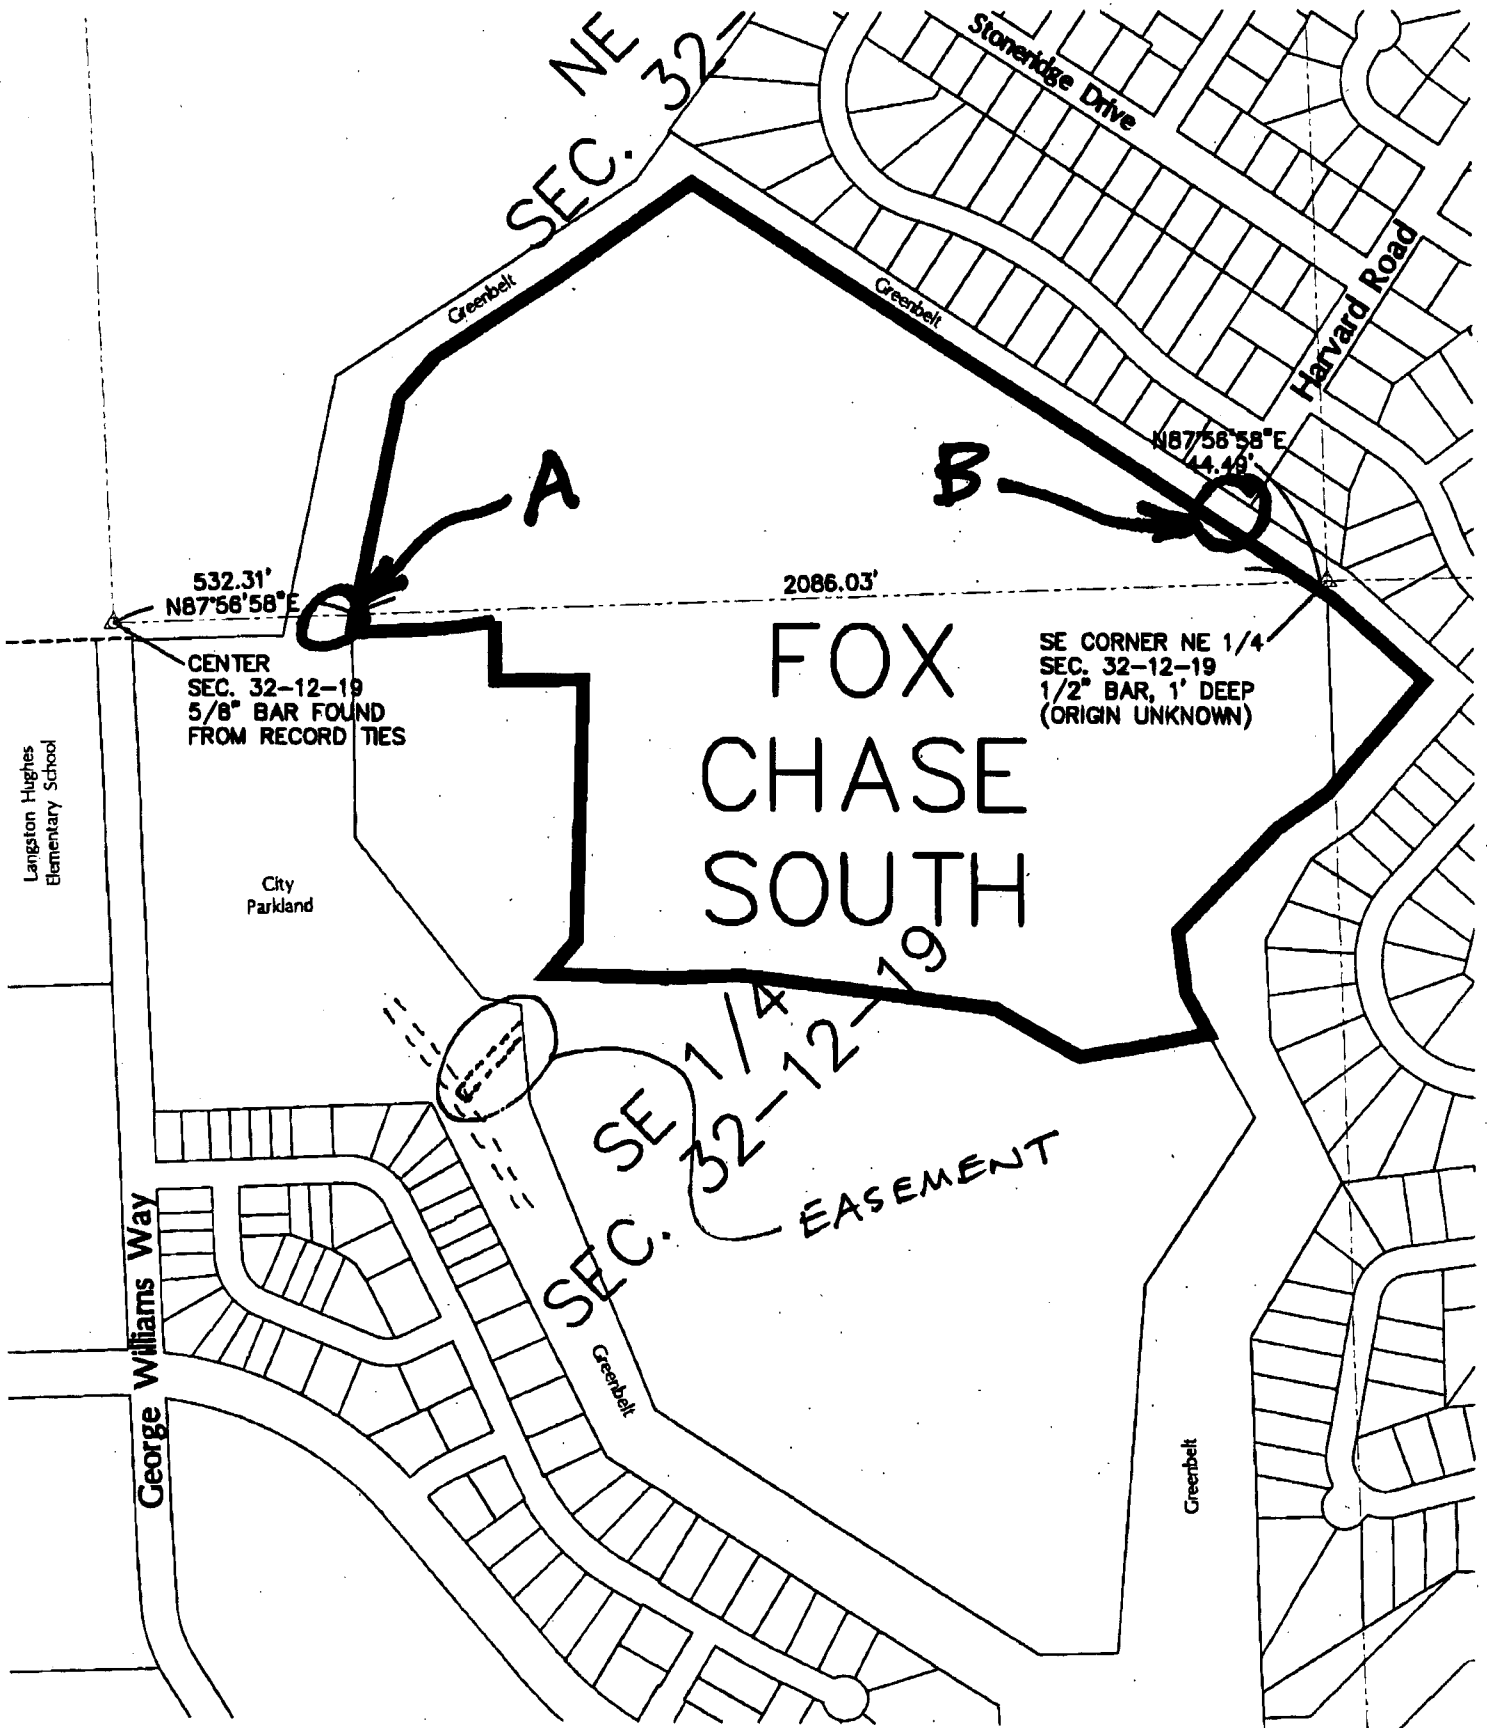 NE
SEC. 32-
Stoneridge Drive
Harvard Road
Greenbelt
Greenbelt
A
B
N87°56'58"E
44.49'
532.31'
N87°56'58"E
2086.03'
CENTER
SEC. 32-12-19
5/8" BAR FOUND
FROM RECORD TIES
FOX
CHASE
SOUTH
SE CORNER NE 1/4
SEC. 32-12-19
1/2" BAR, 1' DEEP
(ORIGIN UNKNOWN)
Langston Hughes
Elementary School
City
Parkland
SE 1/4
SEC. 32-12-19
EASEMENT
George Williams Way
Greenbelt
Greenbelt